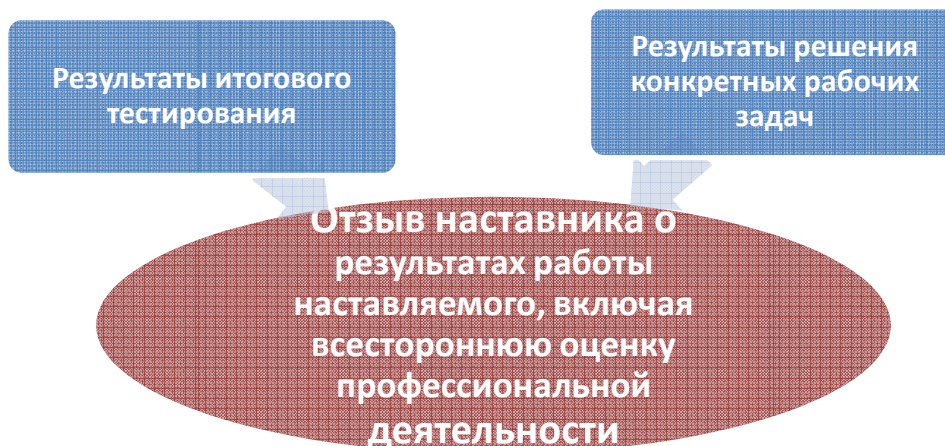 Результаты итогового
тестирования
Результаты решения
конкретных рабочих
задач
Отзыв наставника о
результатах работы
наставляемого, включая
всестороннюю оценку
профессиональной
деятельности